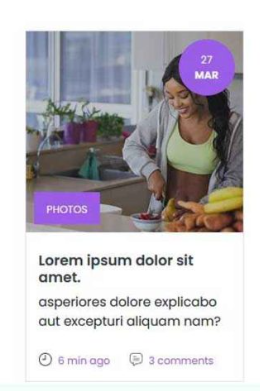 27
MAR
PHOTOS
Lorem ipsum dolor sit
amet.
asperiores dolore explicabo
aut excepturi aliquam nam?
6 min ago
3 comments